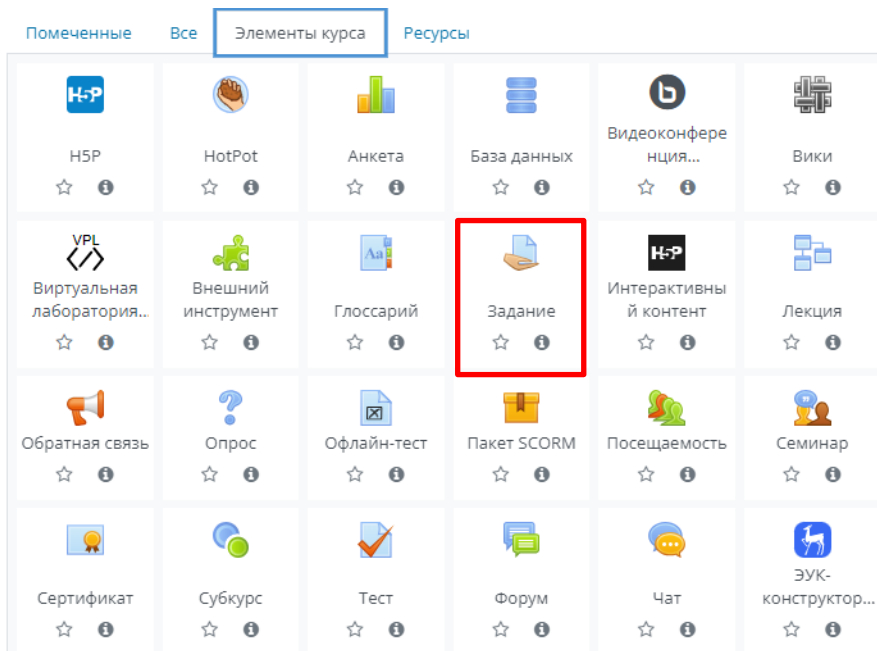 Помеченные Все Элементы курса Ресурсы
H5P
H5P HotPot Анкета База данных Видеоконфере
нция... Вики
VPL
Виртуальная
лаборатория... Внешний
инструмент Aa Глоссарий Задание H5P Интерактивны
й контент Лекция
Обратная связь Опрос Офлайн-тест Пакет SCORM Посещаемость Семинар
Сертификат Субкурс Тест Форум Чат ЭУК-
конструктор...